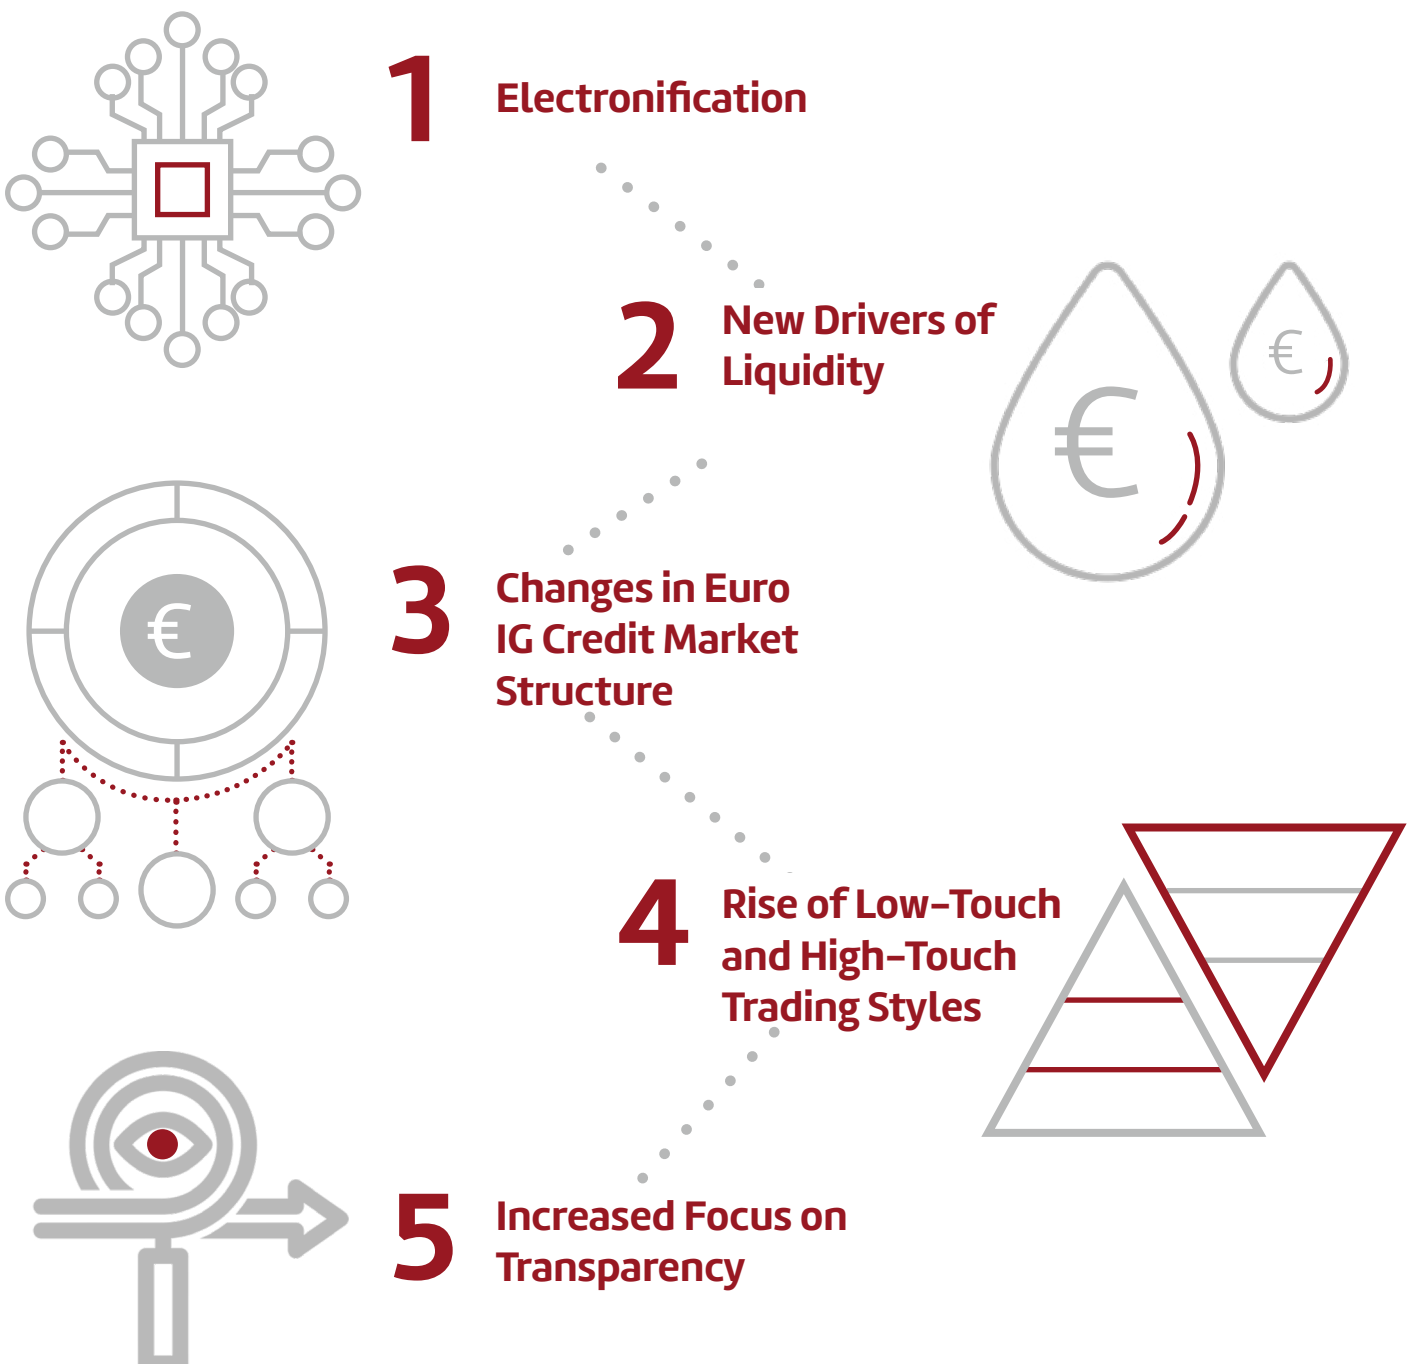 1
Electronification
2
New Drivers of
Liquidity
€
€
3
Changes in Euro
IG Credit Market
Structure
€
4
Rise of Low-Touch
and High-Touch
Trading Styles
5
Increased Focus on
Transparency